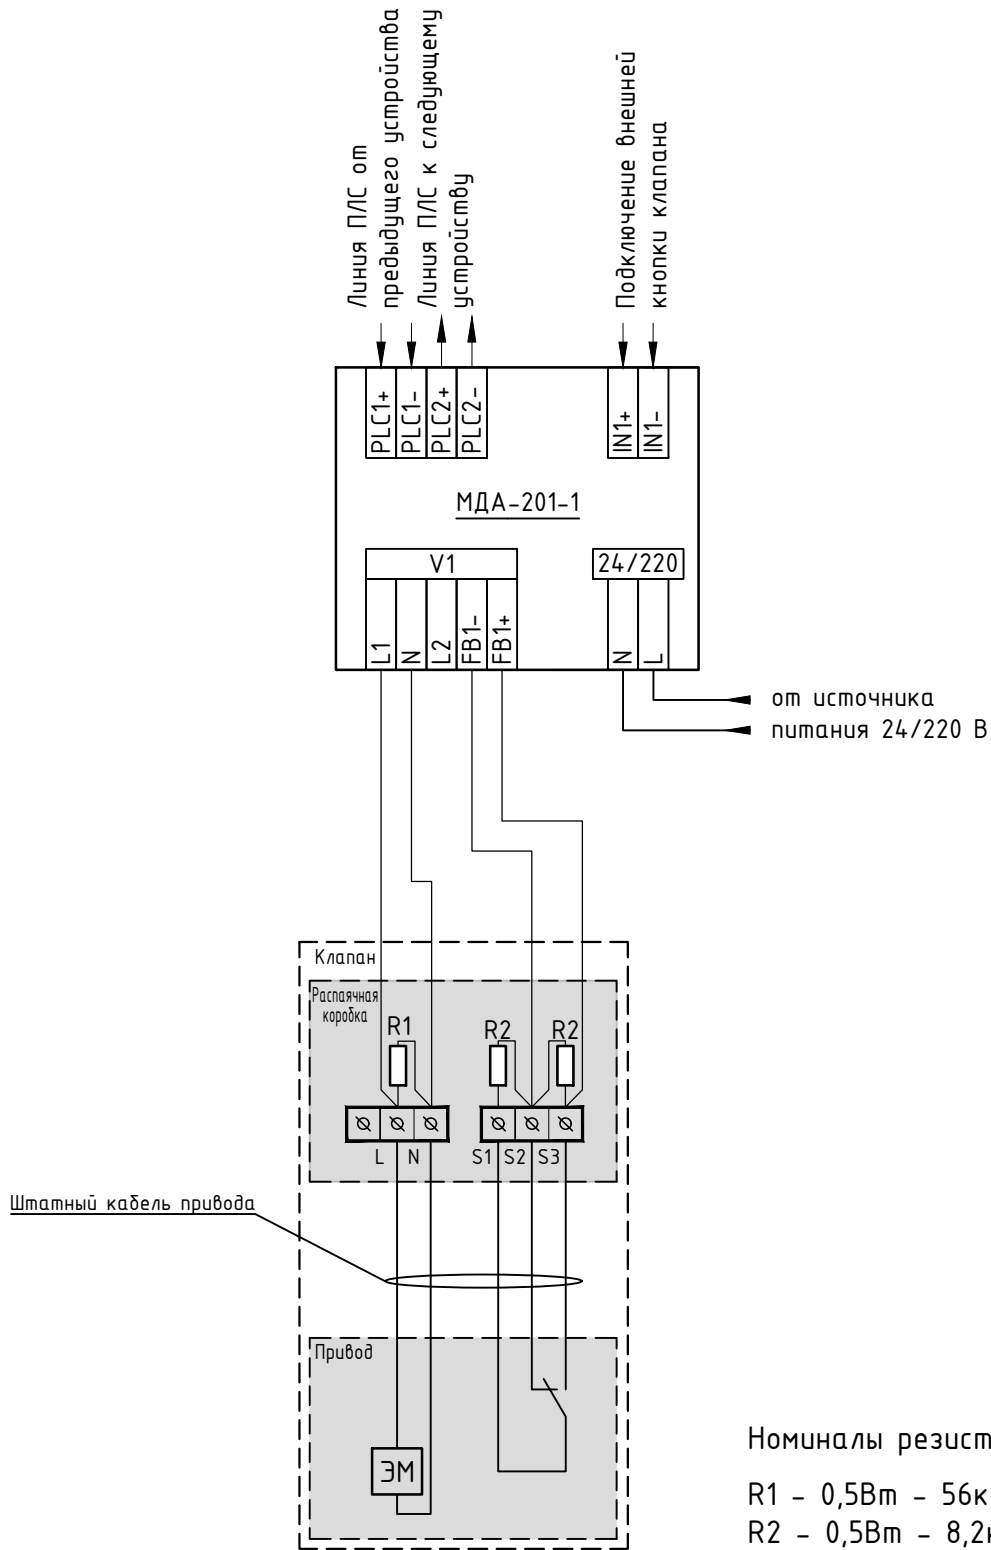 Линия ПЛС от
предыдущего устройства
Линия ПЛС к следующему
устройству
Подключение внешней
кнопки клапана
PLC1+
PLC1-
PLC2+
PLC2-
IN1+
IN1-
МДА-201-1
V1
24/220
L1
N
L2
FB1-
FB1+
N
L
от источника
питания 24/220 В
Клапан
Распаячная
коробка
R1
R2
R2
L
N
S1
S2
S3
Штатный кабель привода
Привод
ЭМ
Номиналы резист
R1 - 0,5Вт - 56к
R2 - 0,5Вт - 8,2к